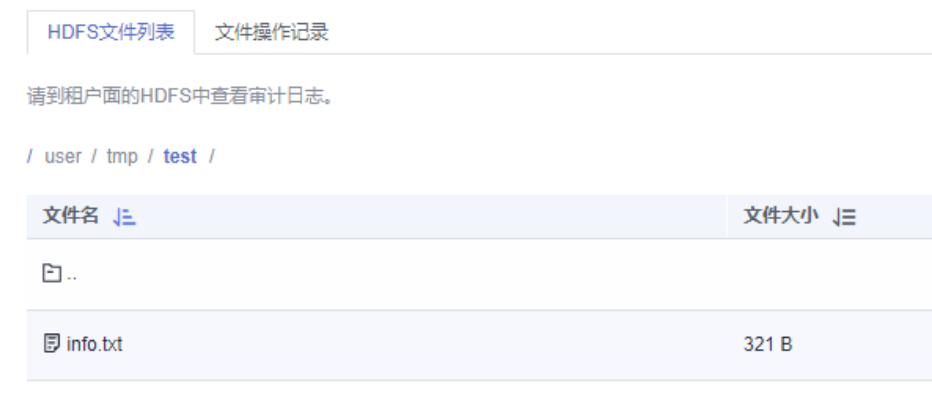 HDFS文件列表 文件操作记录
请到租户面的HDFS中查看审计日志。
/ user / tmp / test /
文件名 文件大小
..
info.txt 321 B